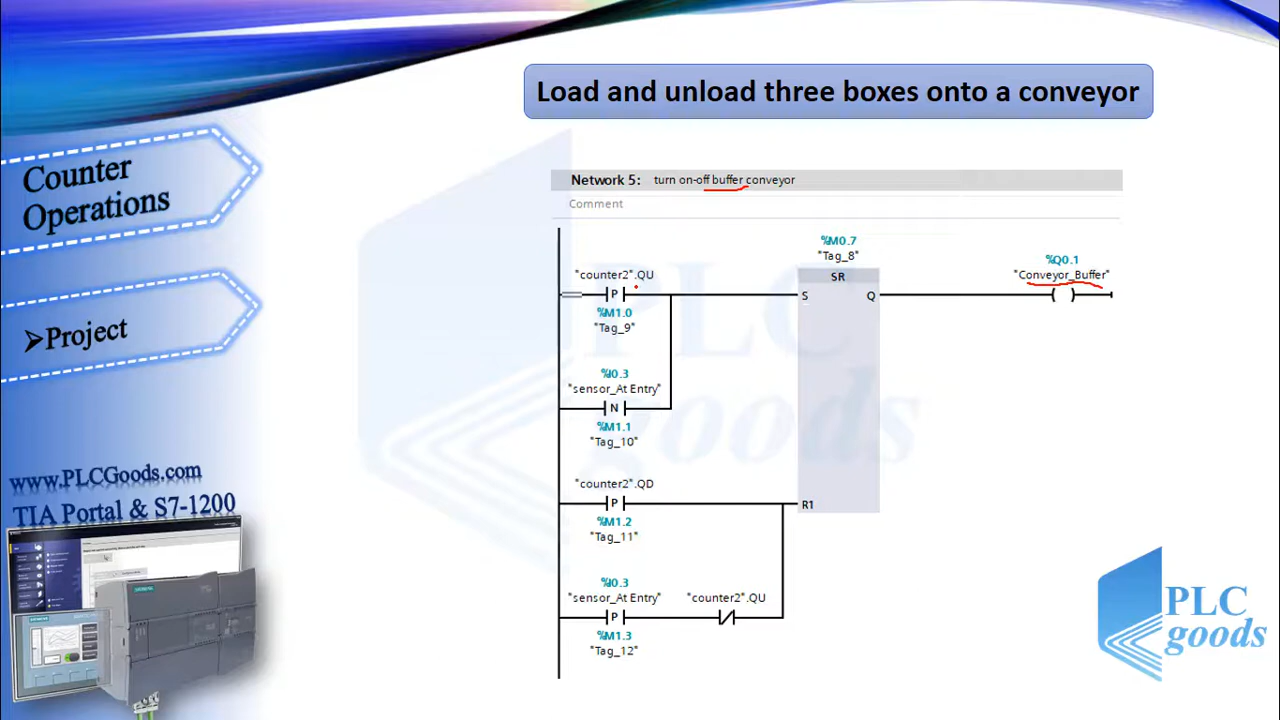 Load and unload three boxes onto a conveyor
Counter
Operations
Project
www.PLCGoods.com
TIA Portal & S7-1200
Network 5: turn on-off buffer conveyor
Comment
%M0.7
"Tag_8"
SR
%Q0.1
"Conveyor_Buffer"
"counter2".QU
P
S
Q
%M1.0
"Tag_9"
%I0.3
"sensor_At Entry"
N
%M1.1
"Tag_10"
"counter2".QD
P
R1
%M1.2
"Tag_11"
%I0.3
"sensor_At Entry"
"counter2".QU
P
%M1.3
"Tag_12"
PLC
goods
PLC
goods